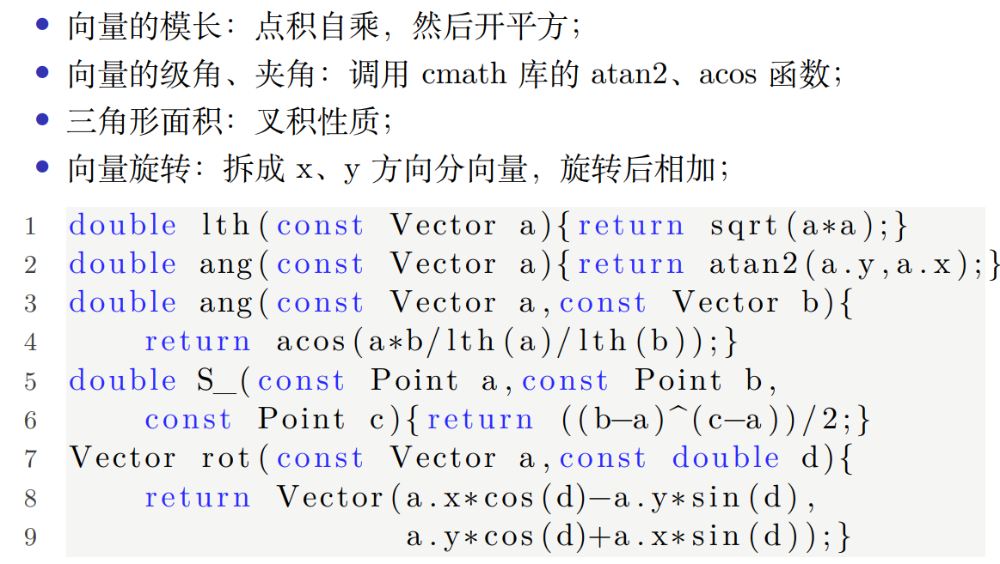 • 向量的模长：点积自乘，然后开平方；
• 向量的级角、夹角：调用 cmath 库的 atan2、acos 函数；
• 三角形面积：叉积性质；
• 向量旋转：拆成 x、y 方向分向量，旋转后相加；
1 double lth(const Vector a){return sqrt(a*a);}
2 double ang(const Vector a){return atan2(a.y,a.x);}
3 double ang(const Vector a,const Vector b){
4     return acos(a*b/lth(a)/lth(b));}
5 double S_(const Point a,const Point b,
6     const Point c){return ((b−a)^(c−a))/2;}
7 Vector rot(const Vector a,const double d){
8     return Vector(a.x*cos(d)−a.y*sin(d),
9                   a.y*cos(d)+a.x*sin(d));}